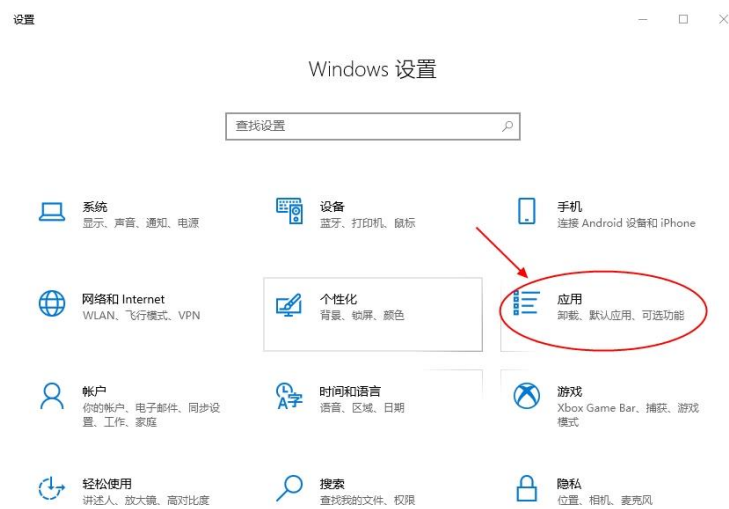 设置
Windows 设置
查找设置
系统
显示、声音、通知、电源
设备
蓝牙、打印机、鼠标
手机
连接 Android 设备和 iPhone
网络和 Internet
WLAN、飞行模式、VPN
个性化
背景、锁屏、颜色
应用
卸载、默认应用、可选功能
帐户
你的帐户、电子邮件、同步设
置、工作、家庭
时间和语言
语音、区域、日期
游戏
Xbox Game Bar、捕获、游戏
模式
轻松使用
讲述人、放大镜、高对比度
搜索
查找我的文件、权限
隐私
位置、相机、麦克风